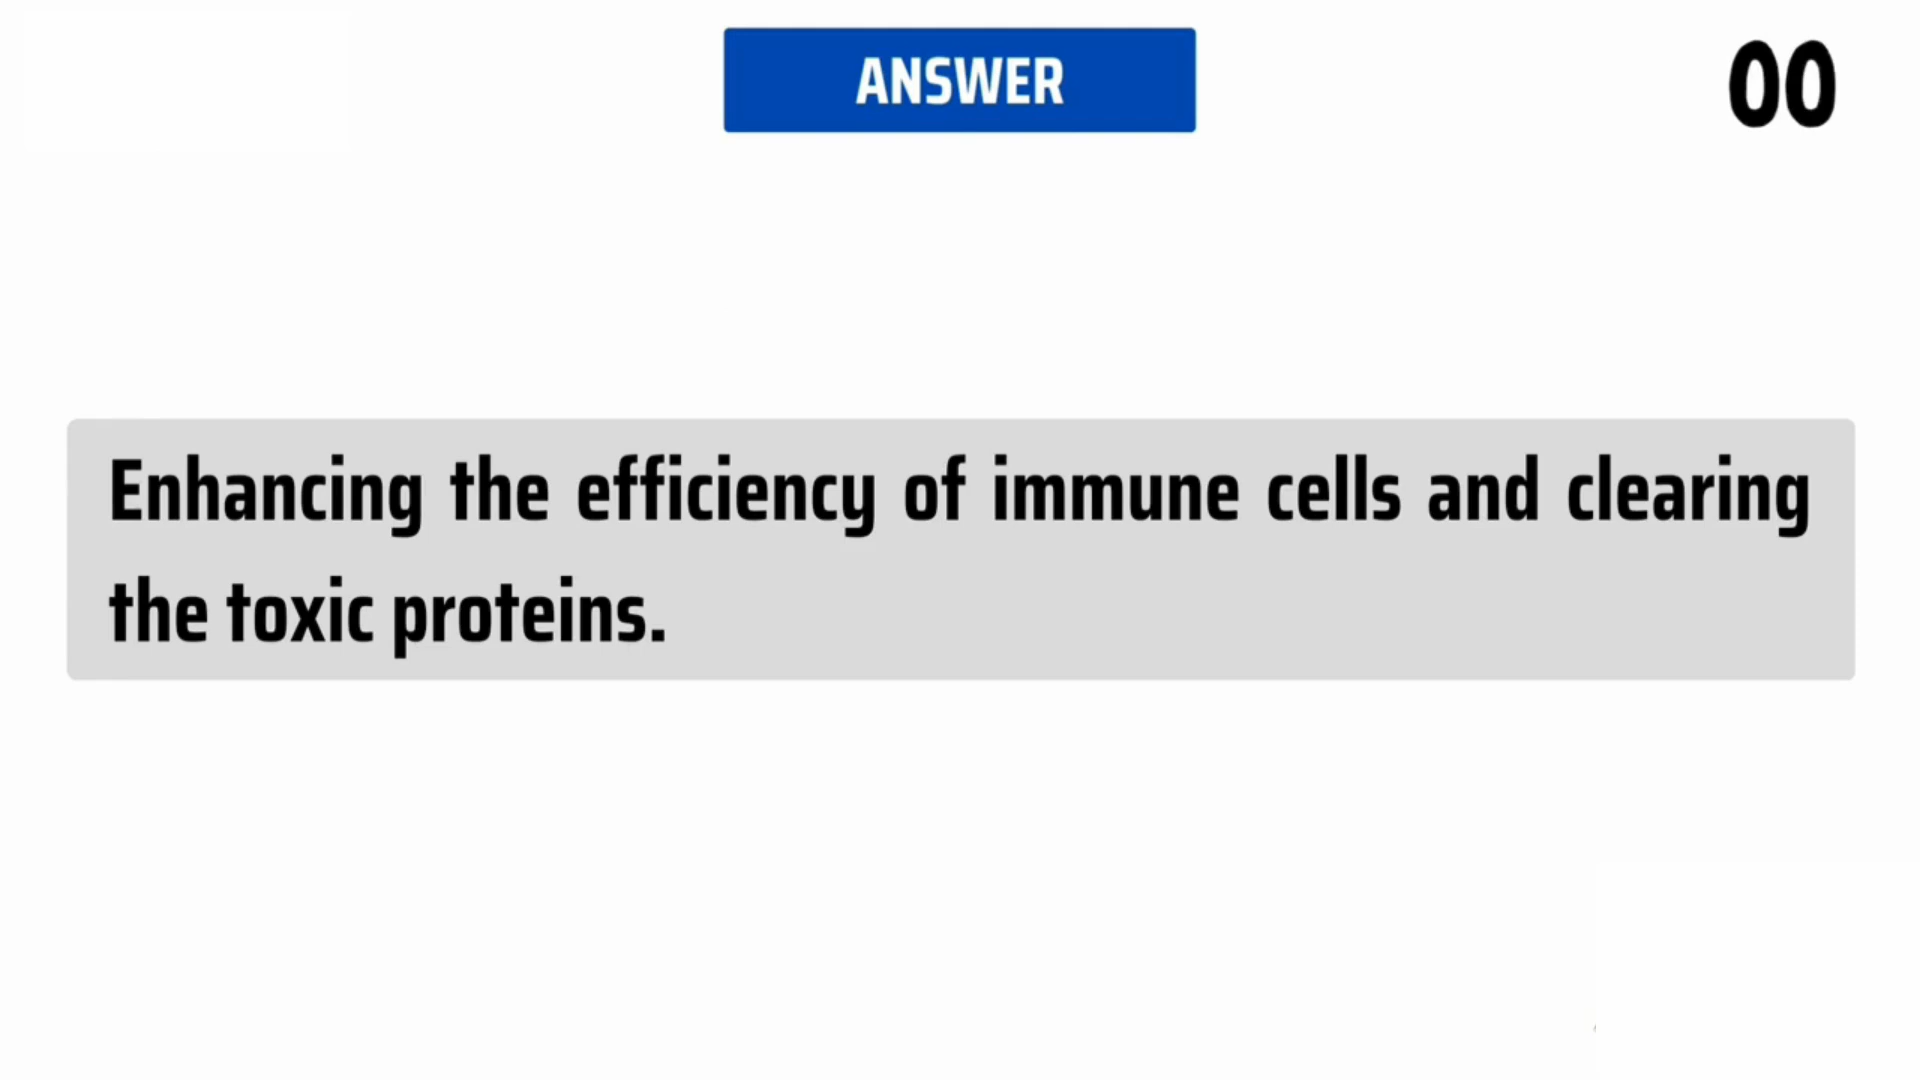 ANSWER
00
Enhancing the efficiency of immune cells and clearing
the toxic proteins.